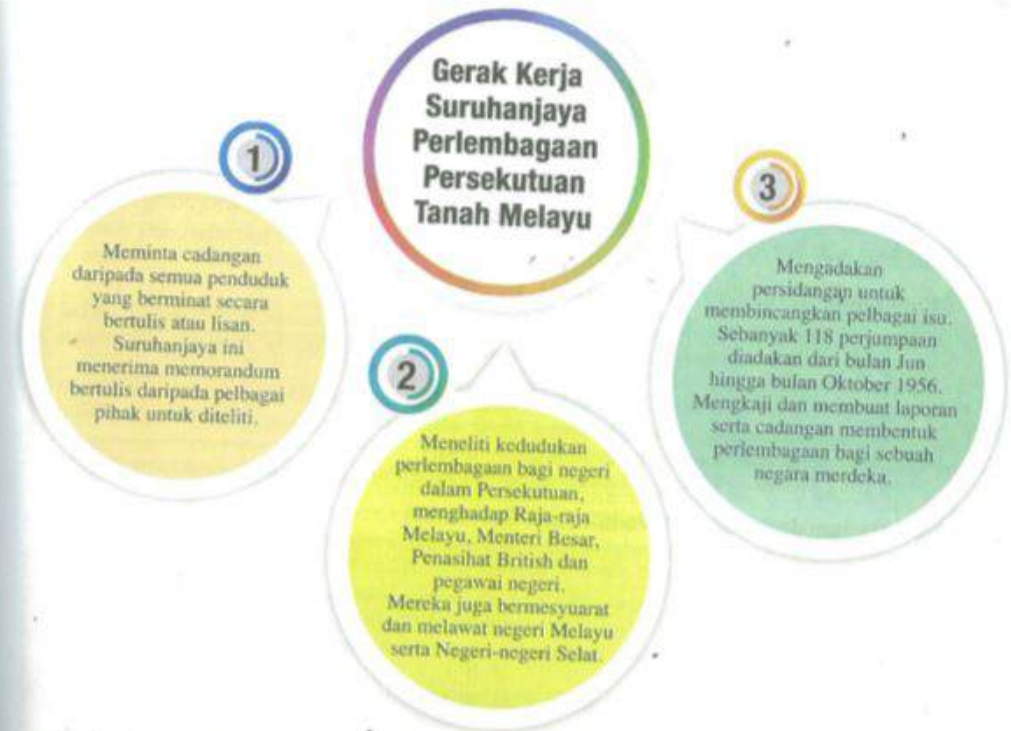 Gerak Kerja
Suruhanjaya
Perlembagaan
Persekutuan
Tanah Melayu
1
Meminta cadangan
daripada semua penduduk
yang berminat secara
bertulis atau lisan.
Suruhanjaya ini
menerima memorandum
bertulis daripada pelbagai
pihak untuk diteliti.
2
Meneliti kedudukan
perlembagaan bagi negeri
dalam Persekutuan,
menghadap Raja-raja
Melayu, Menteri Besar,
Penasihat British dan
pegawai negeri.
Mereka juga bermesyuarat
dan melawat negeri Melayu
serta Negeri-negeri Selat.
3
Mengadakan
persidangan untuk
membincangkan pelbagai isu.
Sebanyak 118 perjumpaan
diadakan dari bulan Jun
hingga bulan Oktober 1956.
Mengkaji dan membuat laporan
serta cadangan membentuk
perlembagaan bagi sebuah
negara merdeka.